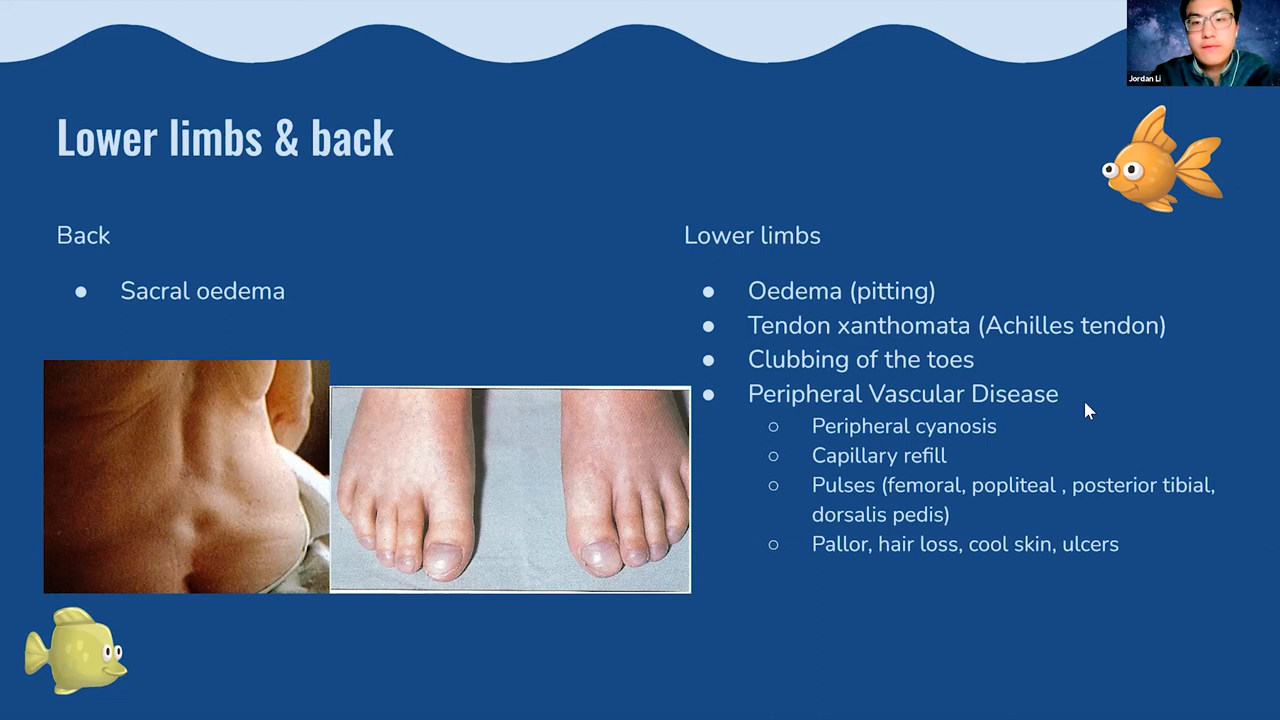 Jordan Li
Lower limbs & back
Back
● Sacral oedema
Lower limbs
● Oedema (pitting)
● Tendon xanthomata (Achilles tendon)
● Clubbing of the toes
● Peripheral Vascular Disease
○ Peripheral cyanosis
○ Capillary refill
○ Pulses (femoral, popliteal , posterior tibial,
dorsalis pedis)
○ Pallor, hair loss, cool skin, ulcers